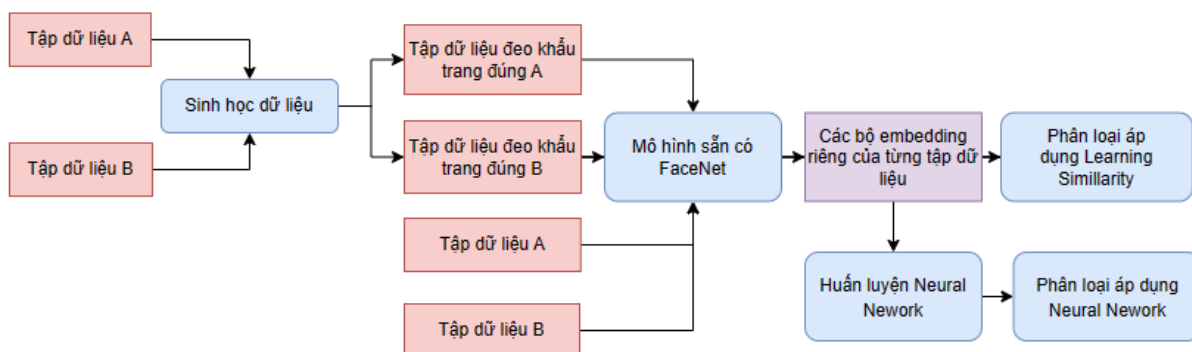 Tập dữ liệu A
Tập dữ liệu B
Sinh học dữ liệu
Tập dữ liệu đeo khẩu
trang đúng A
Tập dữ liệu đeo khẩu
trang đúng B
Tập dữ liệu A
Tập dữ liệu B
Mô hình sẵn có
FaceNet
Các bộ embedding
riêng của từng tập dữ
liệu
Phân loại áp
dụng Learning
Simillarity
Huấn luyện Neural
Nework
Phân loại áp dụng
Neural Nework